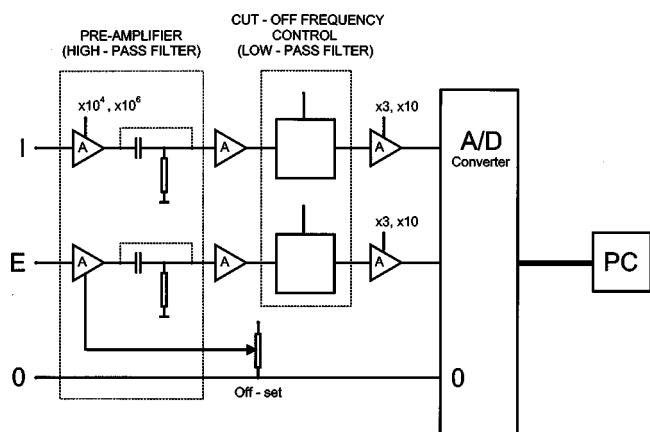 CUT - OFF FREQUENCY
CONTROL
(LOW - PASS FILTER)
PRE-AMPLIFIER
(HIGH - PASS FILTER)
x10⁴, x10⁶
x3, x10
I
A
A
A
A/D
Converter
x3, x10
E
A
A
A
PC
0
0
Off - set